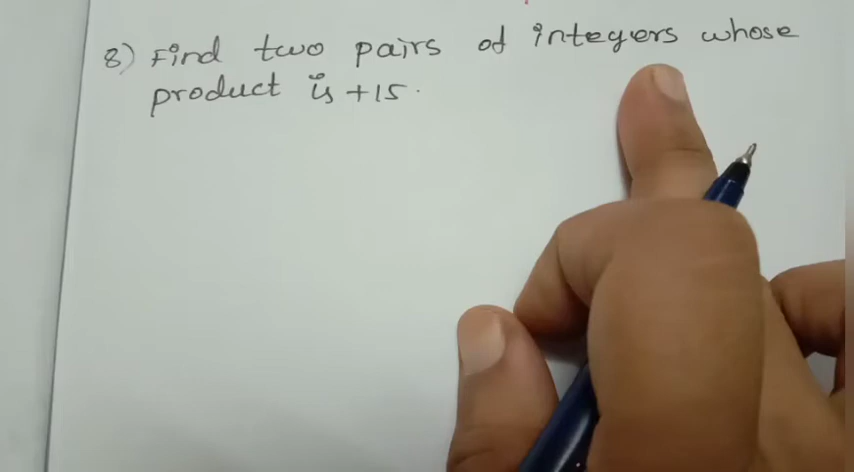 8) Find two pairs of integers whose
product is +15.